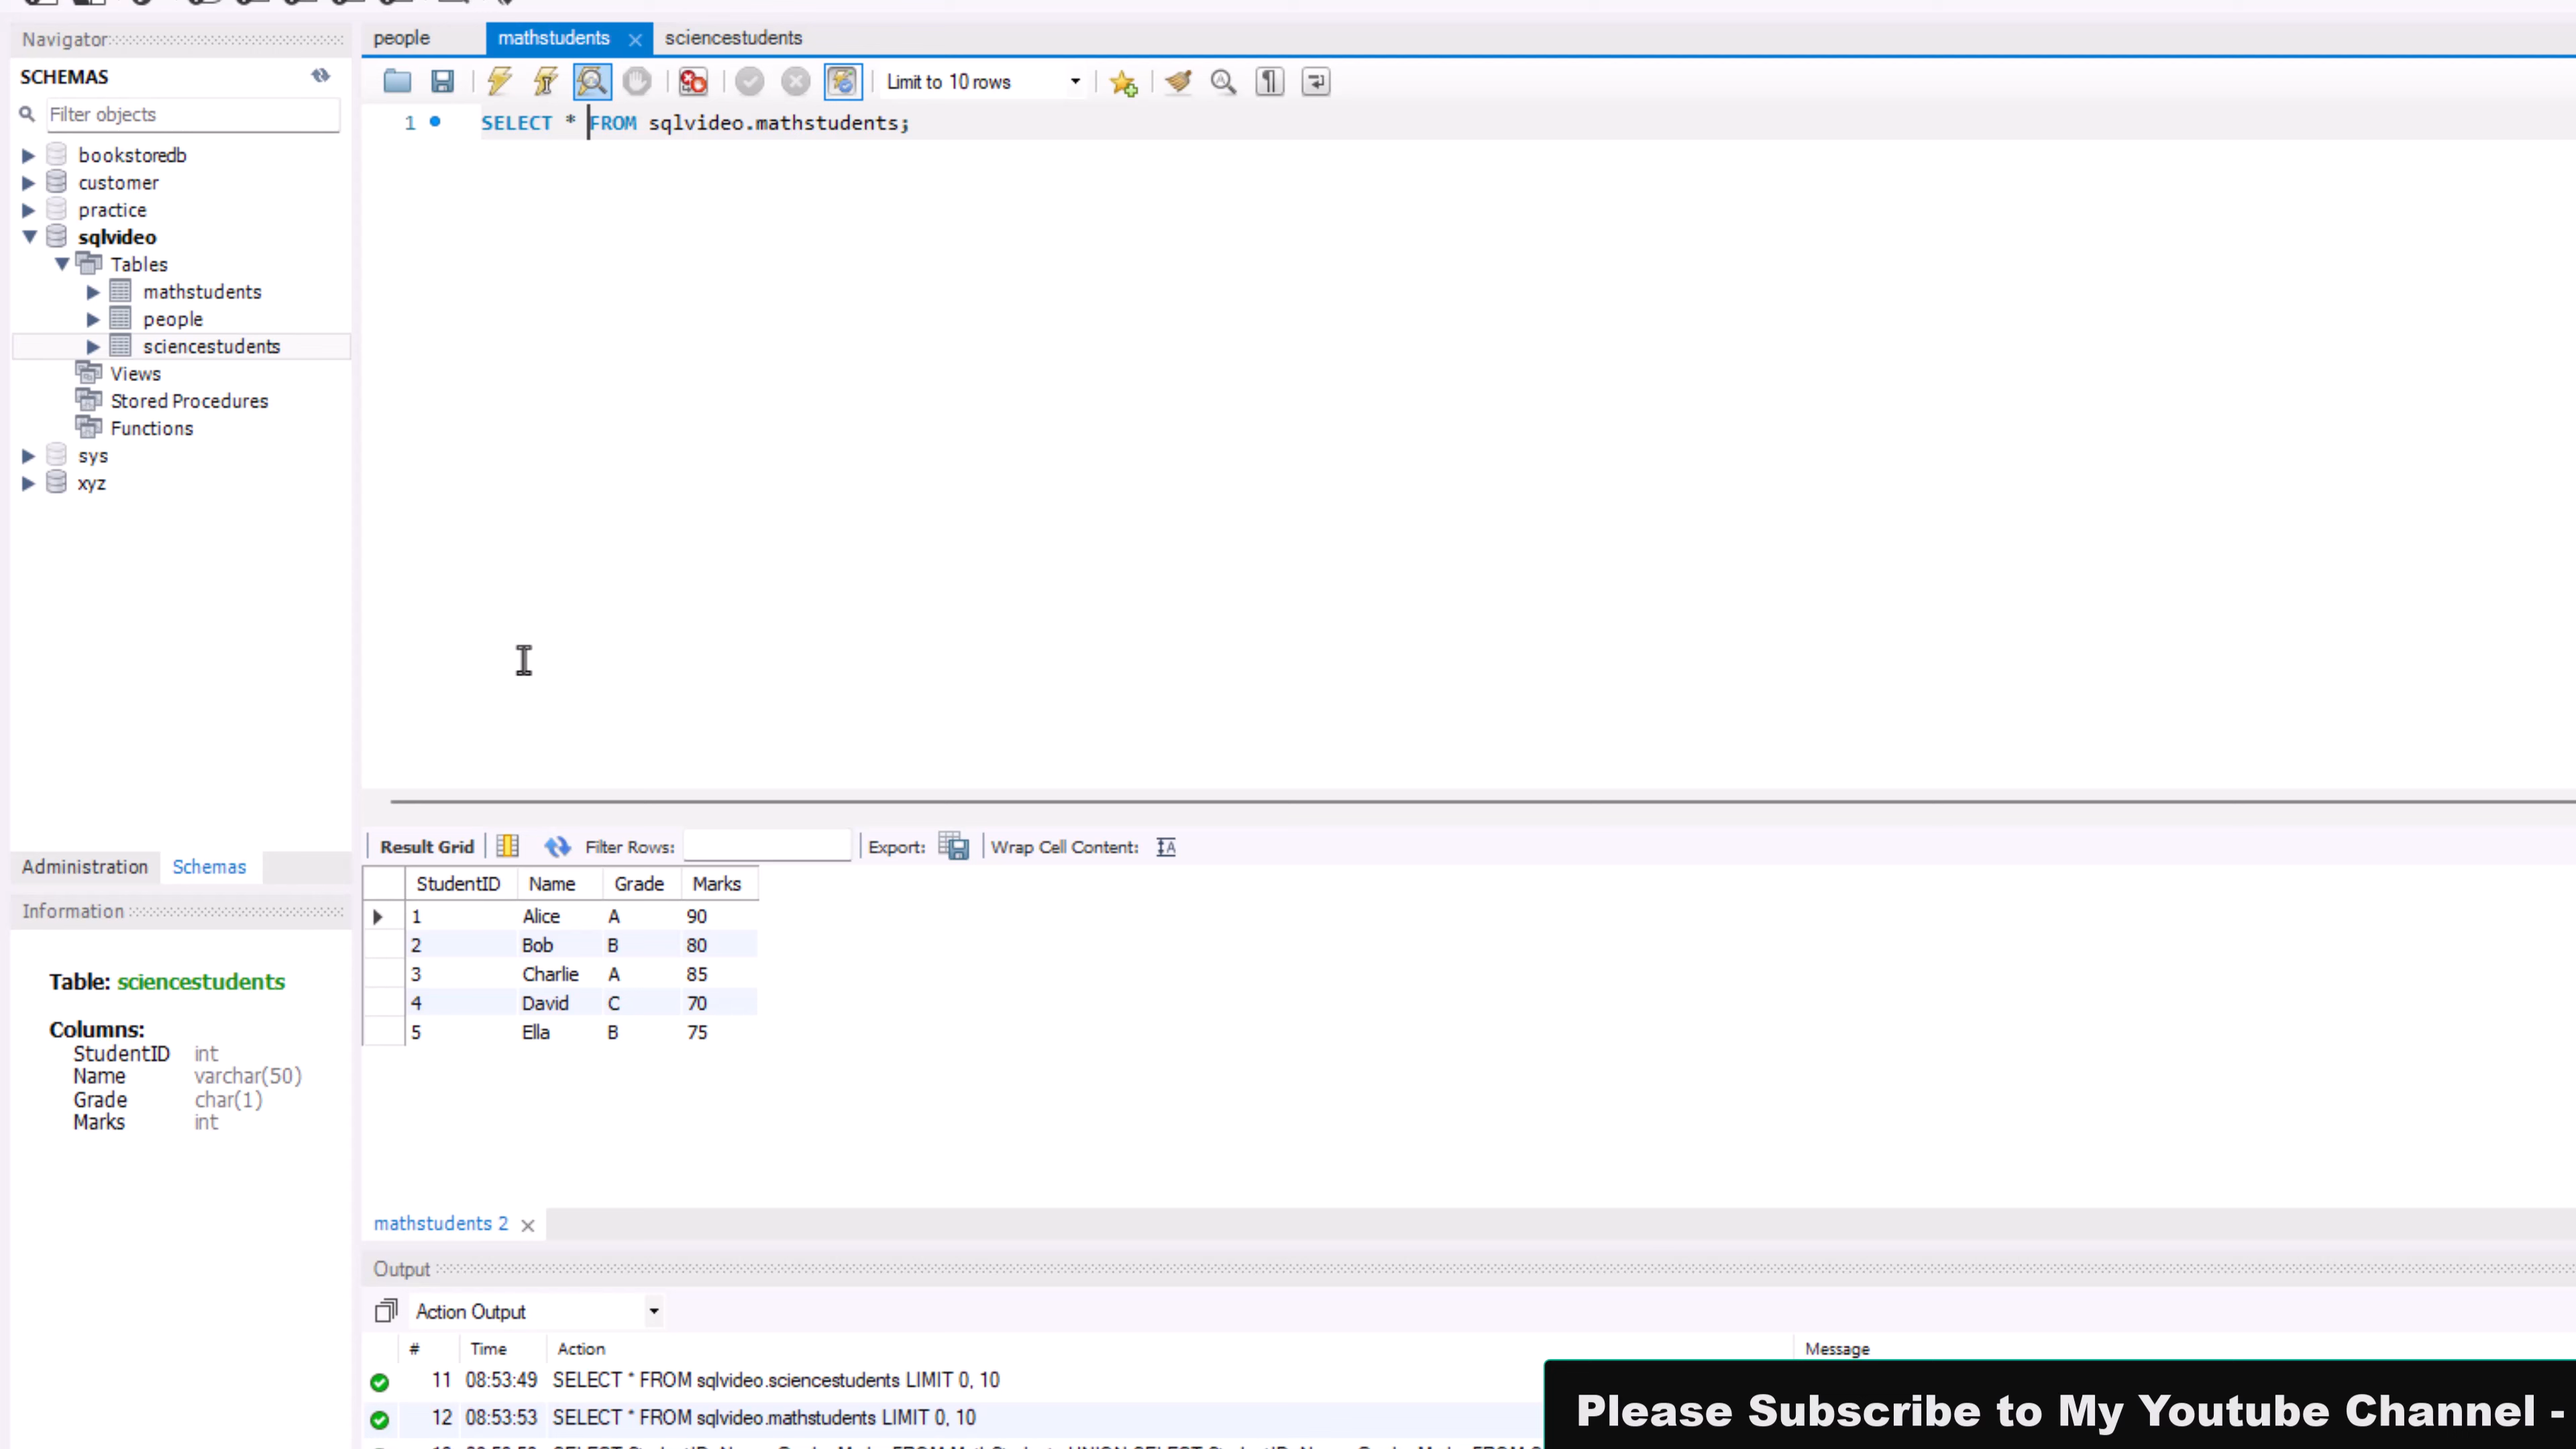 Navigator
people mathstudents sciencestudents
SCHEMAS
Limit to 10 rows
Filter objects
1 SELECT * FROM sqlvideo.mathstudents;
bookstoredb
customer
practice
sqlvideo
Tables
mathstudents
people
sciencestudents
Views
Stored Procedures
Functions
sys
xyz
Administration Schemas
Result Grid Filter Rows: Export: Wrap Cell Content:
StudentID Name Grade Marks
1 Alice A 90
2 Bob B 80
3 Charlie A 85
4 David C 70
5 Ella B 75
Information
Table: sciencestudents
Columns:
StudentID int
Name varchar(50)
Grade char(1)
Marks int
mathstudents 2
Output
Action Output
# Time Action Message
11 08:53:49 SELECT * FROM sqlvideo.sciencestudents LIMIT 0, 10
12 08:53:53 SELECT * FROM sqlvideo.mathstudents LIMIT 0, 10
Please Subscribe to My Youtube Channel -